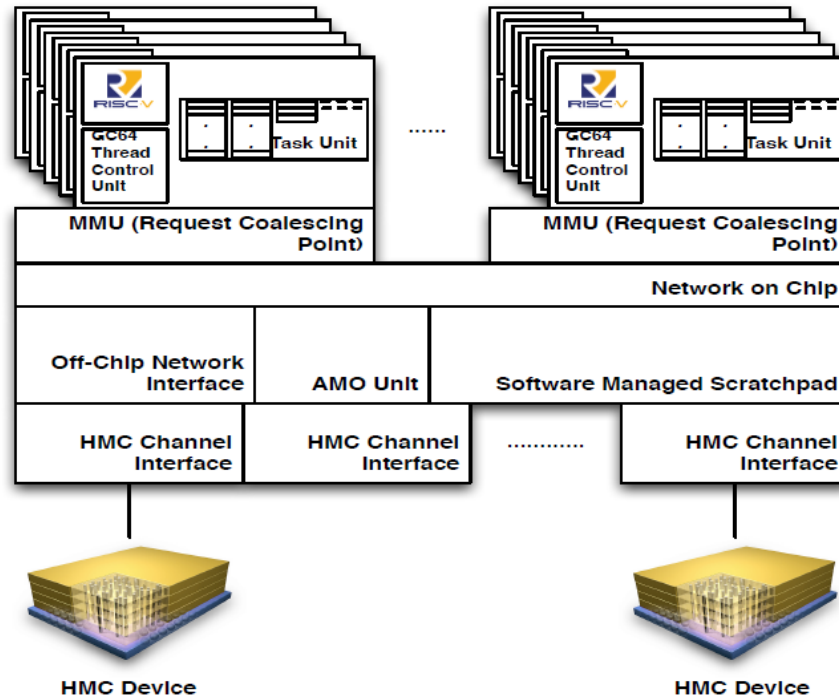 RISC-V
RISC-V
GC64
Thread
Control
Unit
Task Unit
......
GC64
Thread
Control
Unit
Task Unit
MMU (Request Coalescing
Point)
......
MMU (Request Coalescing
Point)
Network on Chip
Off-Chip Network
Interface
AMO Unit
Software Managed Scratchpad
HMC Channel
Interface
HMC Channel
Interface
............
HMC Channel
Interface
HMC Device
HMC Device